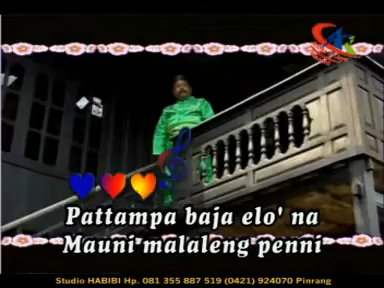 Pattampa baja elo' na
Mauni malaleng penni
Studio HABIBI Hp. 081 355 887 519 (0421) 924070 Pinrang